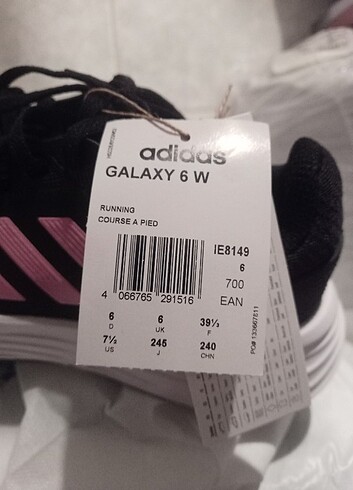 adidas
GALAXY 6 W
RUNNING
COURSE A PIED
IE8149
6
700
4 066765 291516
EAN
6 6 39⅓
D UK F
7½ 245 240
US J CHN